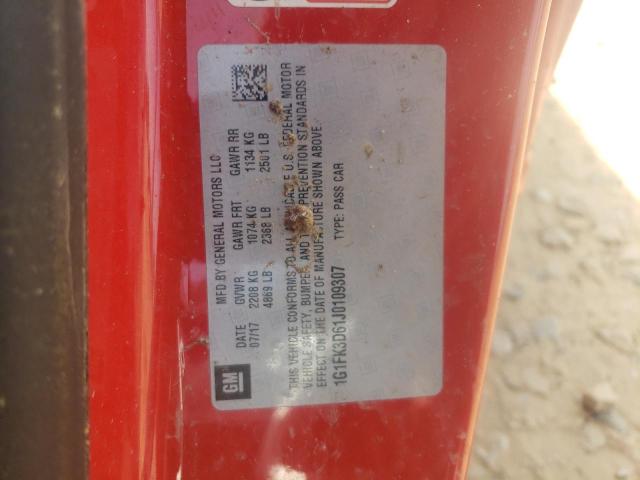 GM
MFD BY GENERAL MOTORS LLC
DATE GVWR GAWR FRT GAWR RR
07/17 2208 KG 1074 KG 1134 KG
4869 LB 2368 LB 2501 LB
THIS VEHICLE CONFORMS TO ALL U.S. FEDERAL MOTOR
VEHICLE SAFETY, BUMPER, AND PREVENTION STANDARDS IN
EFFECT ON THE DATE OF MANUFACTURE SHOWN ABOVE.
1G1FK3D61J0109307 TYPE: PASS CAR